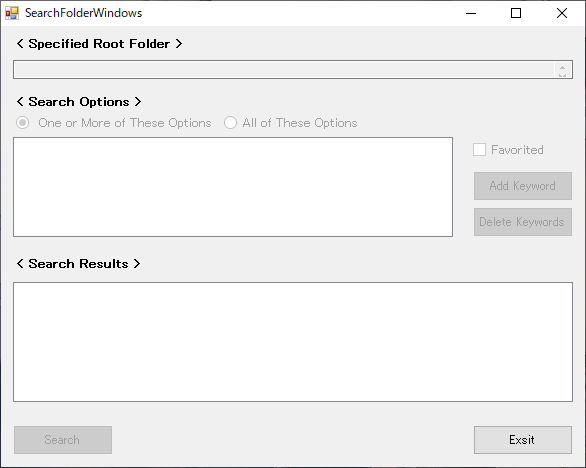 SearchFolderWindows
< Specified Root Folder >
< Search Options >
One or More of These Options All of These Options
Favorited
Add Keyword
Delete Keywords
< Search Results >
Search Exsit